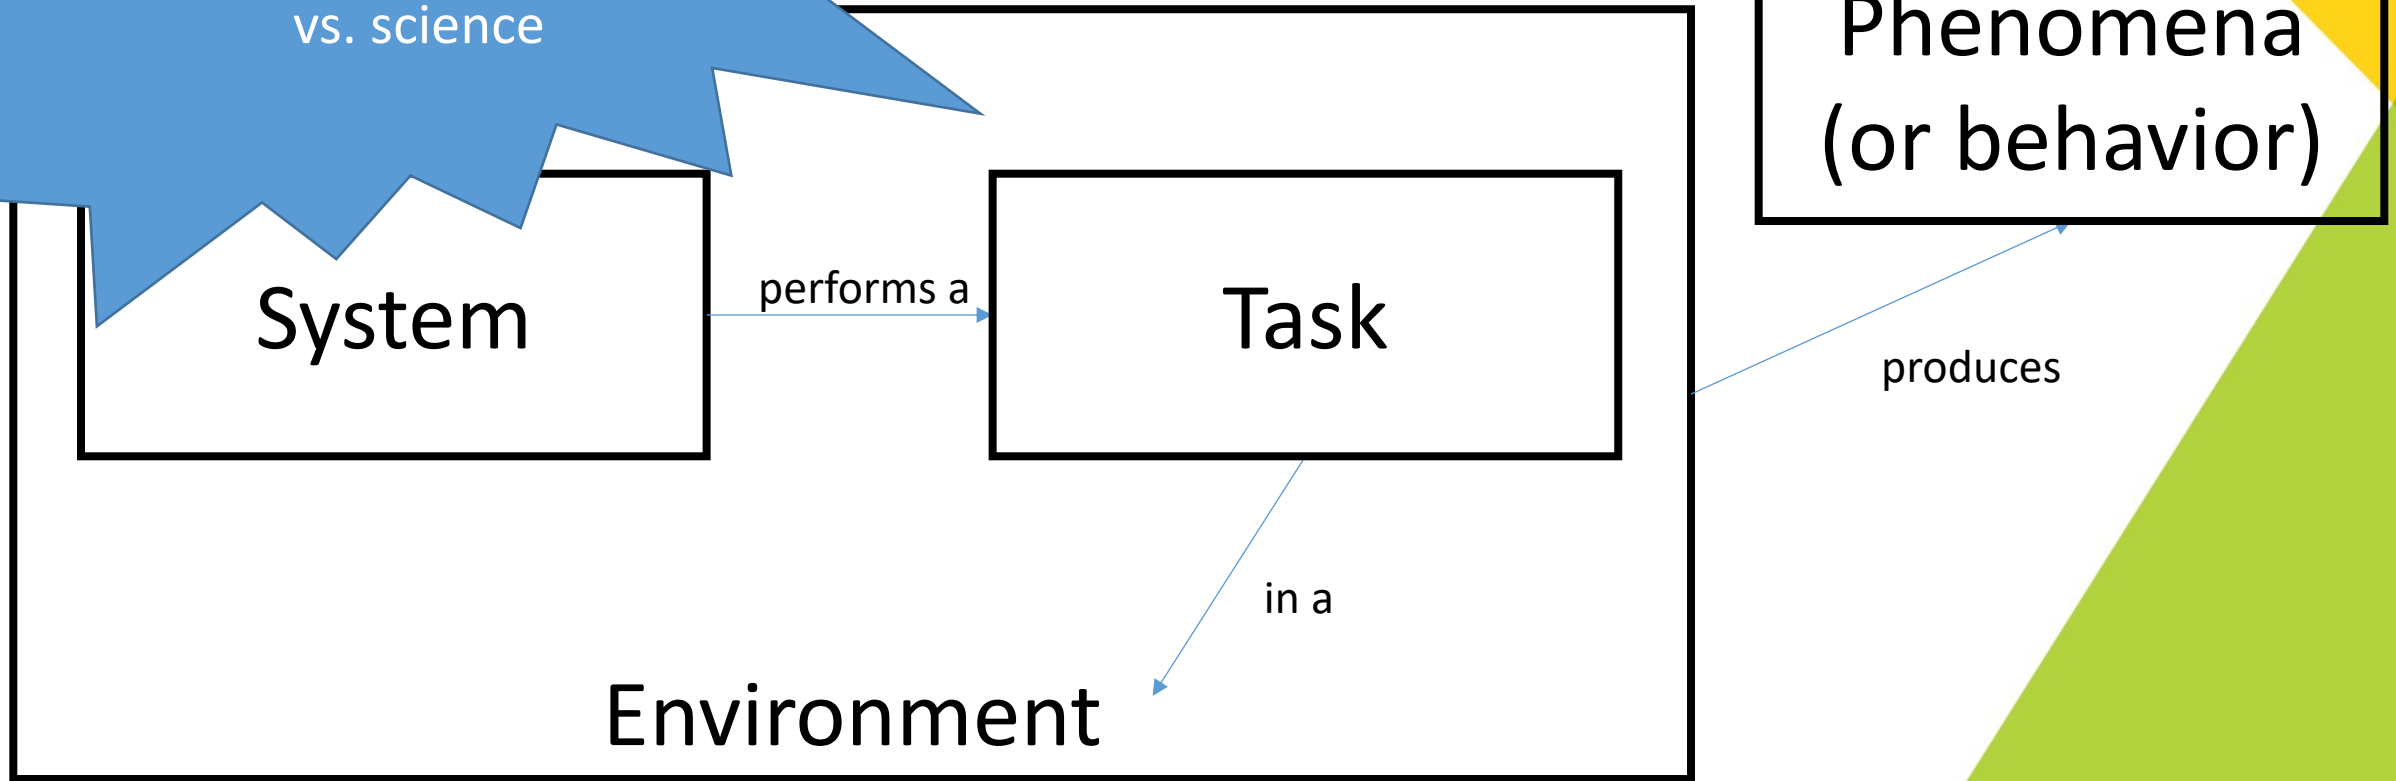 vs. science
Phenomena
(or behavior)
System
performs a
Task
produces
in a
Environment